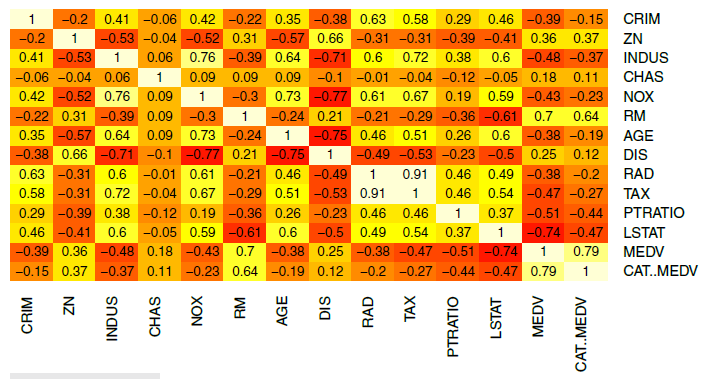 1 −0.2 0.41 −0.06 0.42 −0.22 0.35 −0.38 0.63 0.58 0.29 0.46 −0.39 −0.15 CRIM
−0.2 1 −0.53 −0.04 −0.52 0.31 −0.57 0.66 −0.31 −0.31 −0.39 −0.41 0.36 0.37 ZN
0.41 −0.53 1 0.06 0.76 −0.39 0.64 −0.71 0.6 0.72 0.38 0.6 −0.48 −0.37 INDUS
−0.06 −0.04 0.06 1 0.09 0.09 0.09 −0.1 −0.01 −0.04 −0.12 −0.05 0.18 0.11 CHAS
0.42 −0.52 0.76 0.09 1 −0.3 0.73 −0.77 0.61 0.67 0.19 0.59 −0.43 −0.23 NOX
−0.22 0.31 −0.39 0.09 −0.3 1 −0.24 0.21 −0.21 −0.29 −0.36 −0.61 0.7 0.64 RM
0.35 −0.57 0.64 0.09 0.73 −0.24 1 −0.75 0.46 0.51 0.26 0.6 −0.38 −0.19 AGE
−0.38 0.66 −0.71 −0.1 −0.77 0.21 −0.75 1 −0.49 −0.53 −0.23 −0.5 0.25 0.12 DIS
0.63 −0.31 0.6 −0.01 0.61 −0.21 0.46 −0.49 1 0.91 0.46 0.49 −0.38 −0.2 RAD
0.58 −0.31 0.72 −0.04 0.67 −0.29 0.51 −0.53 0.91 1 0.46 0.54 −0.47 −0.27 TAX
0.29 −0.39 0.38 −0.12 0.19 −0.36 0.26 −0.23 0.46 0.46 1 0.37 −0.51 −0.44 PTRATIO
0.46 −0.41 0.6 −0.05 0.59 −0.61 0.6 −0.5 0.49 0.54 0.37 1 −0.74 −0.47 LSTAT
−0.39 0.36 −0.48 0.18 −0.43 0.7 −0.38 0.25 −0.38 −0.47 −0.51 −0.74 1 0.79 MEDV
−0.15 0.37 −0.37 0.11 −0.23 0.64 −0.19 0.12 −0.2 −0.27 −0.44 −0.47 0.79 1 CAT..MEDV
CRIM ZN INDUS CHAS NOX RM AGE DIS RAD TAX PTRATIO LSTAT MEDV CAT..MEDV